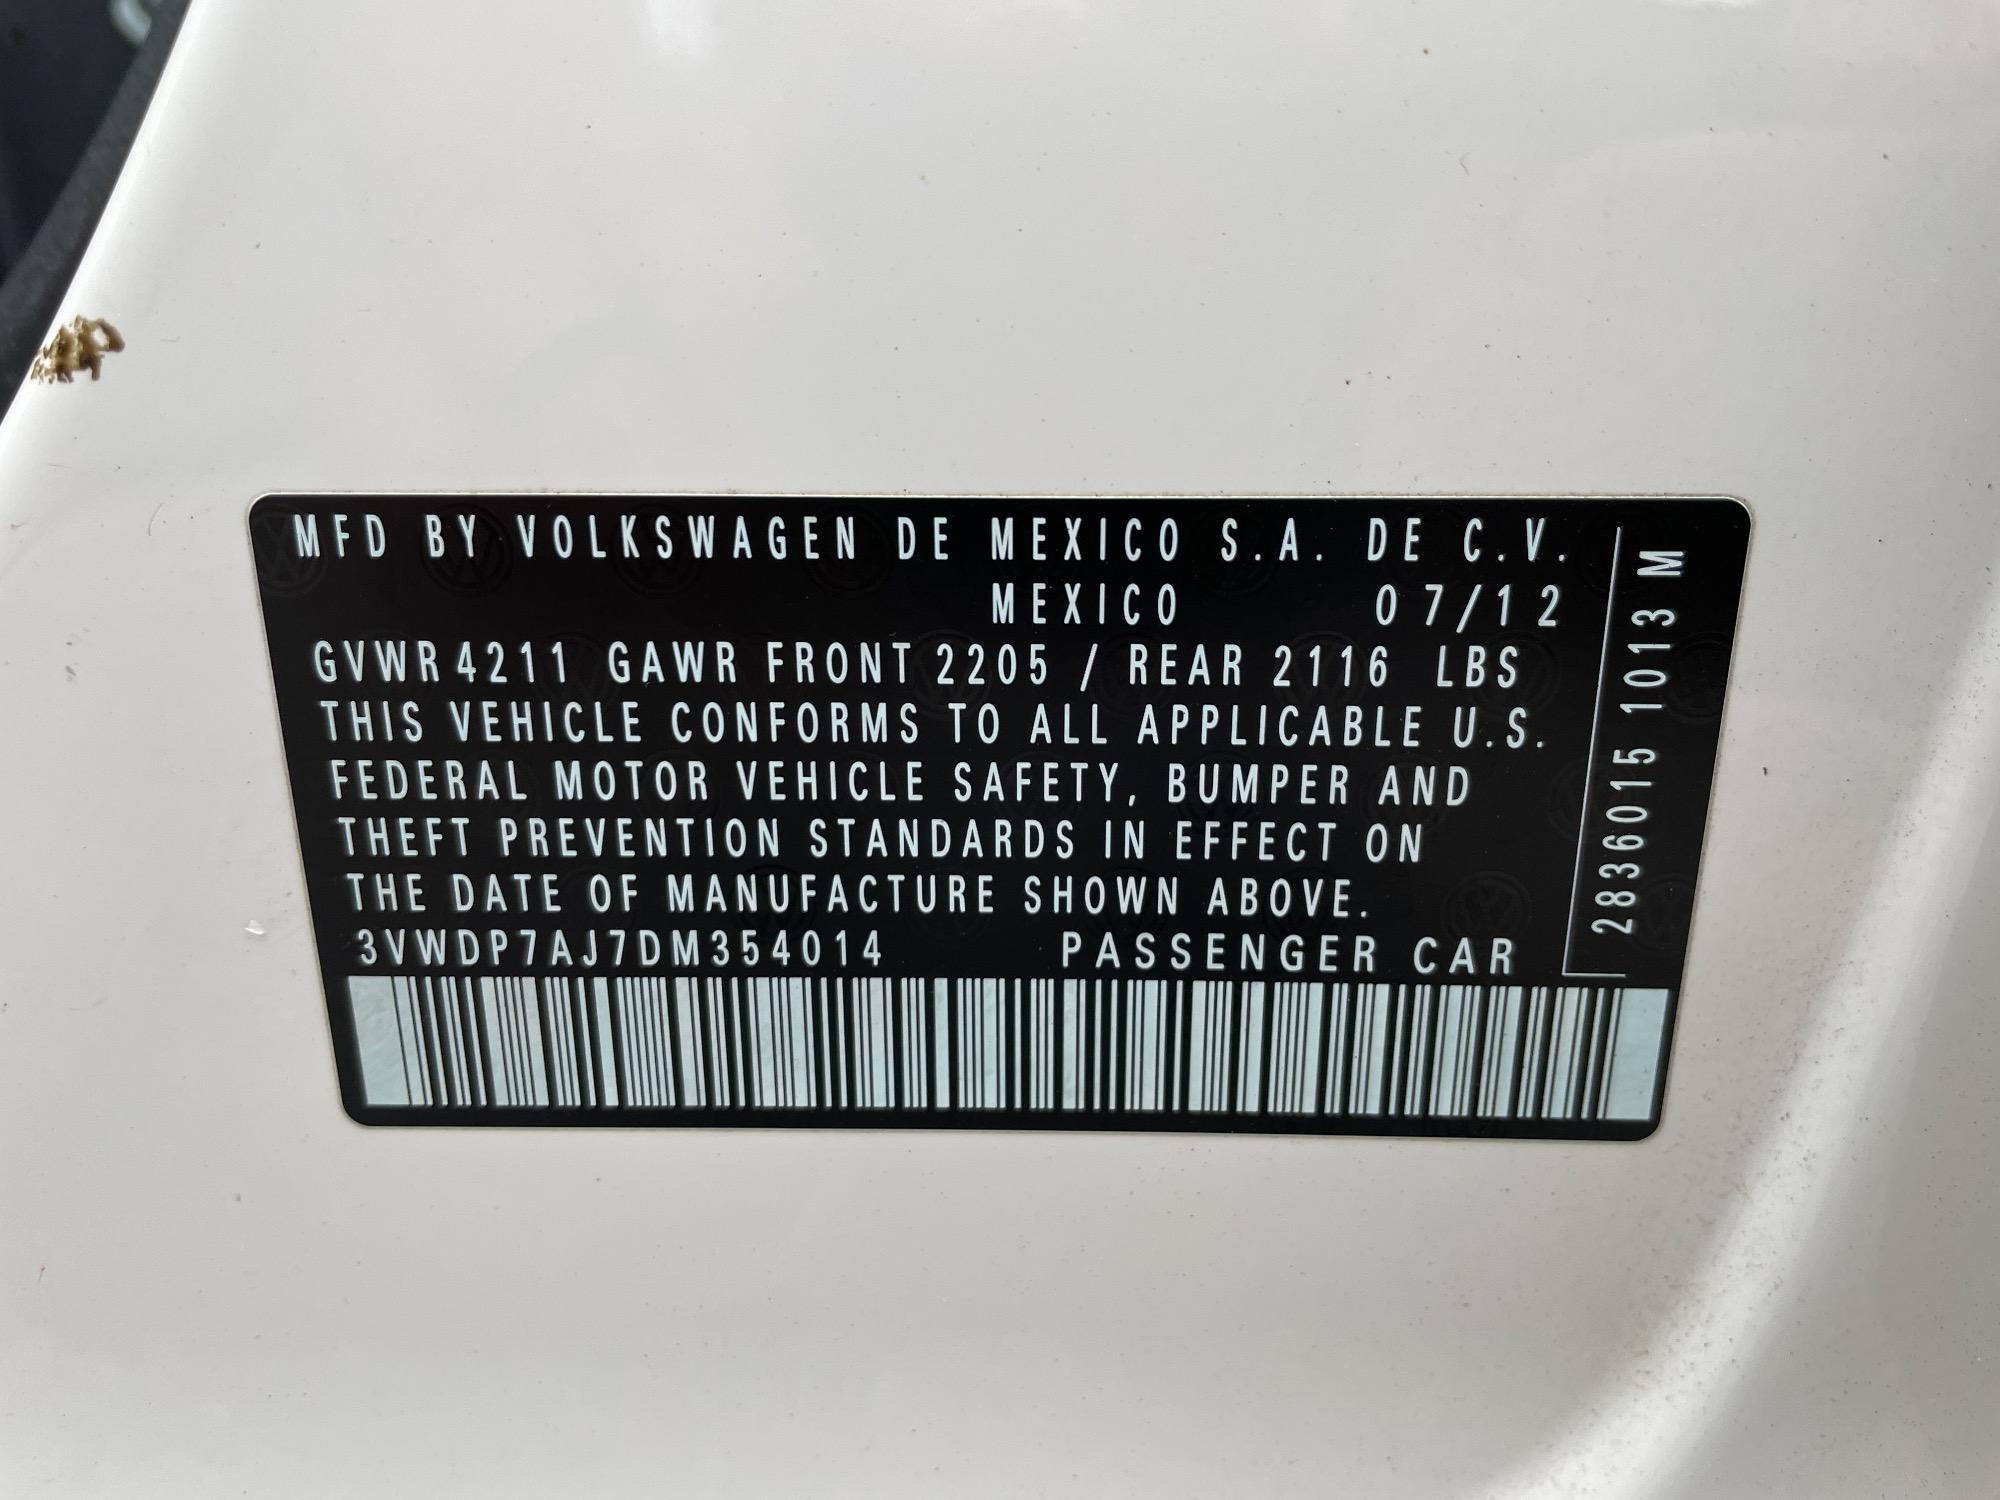 MFD BY VOLKSWAGEN DE MEXICO S.A. DE C.V.
MEXICO 07/12
GVWR 4211 GAWR FRONT 2205 / REAR 2116 LBS
THIS VEHICLE CONFORMS TO ALL APPLICABLE U.S.
FEDERAL MOTOR VEHICLE SAFETY, BUMPER AND
THEFT PREVENTION STANDARDS IN EFFECT ON
THE DATE OF MANUFACTURE SHOWN ABOVE.
3VWDP7AJ7DM354014 PASSENGER CAR
2836015 1013 M